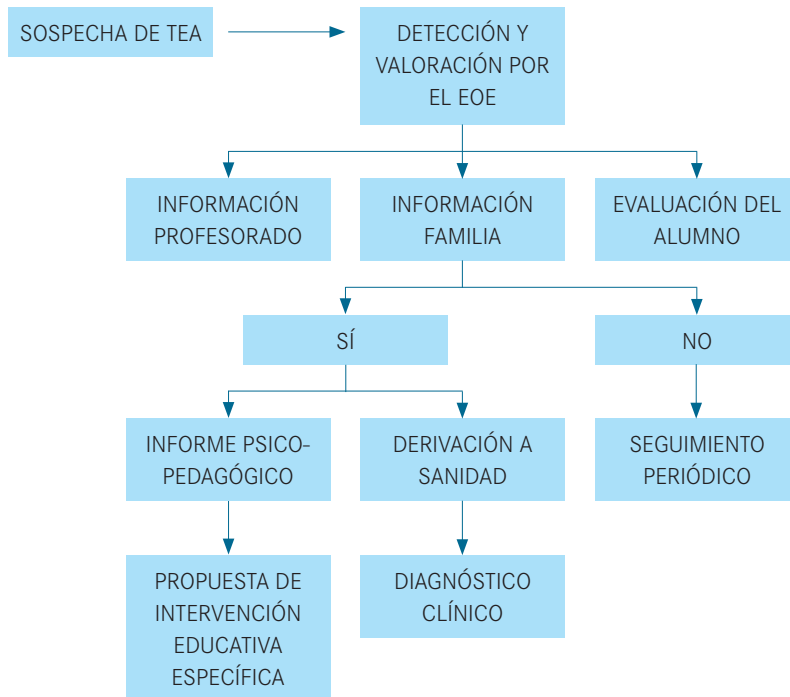 SOSPECHA DE TEA
DETECCIÓN Y
VALORACIÓN POR
EL EOE
INFORMACIÓN
PROFESORADO
INFORMACIÓN
FAMILIA
EVALUACIÓN DEL
ALUMNO
SÍ
NO
INFORME PSICO-
PEDAGÓGICO
DERIVACIÓN A
SANIDAD
SEGUIMIENTO
PERIÓDICO
PROPUESTA DE
INTERVENCIÓN
EDUCATIVA
ESPECÍFICA
DIAGNÓSTICO
CLÍNICO